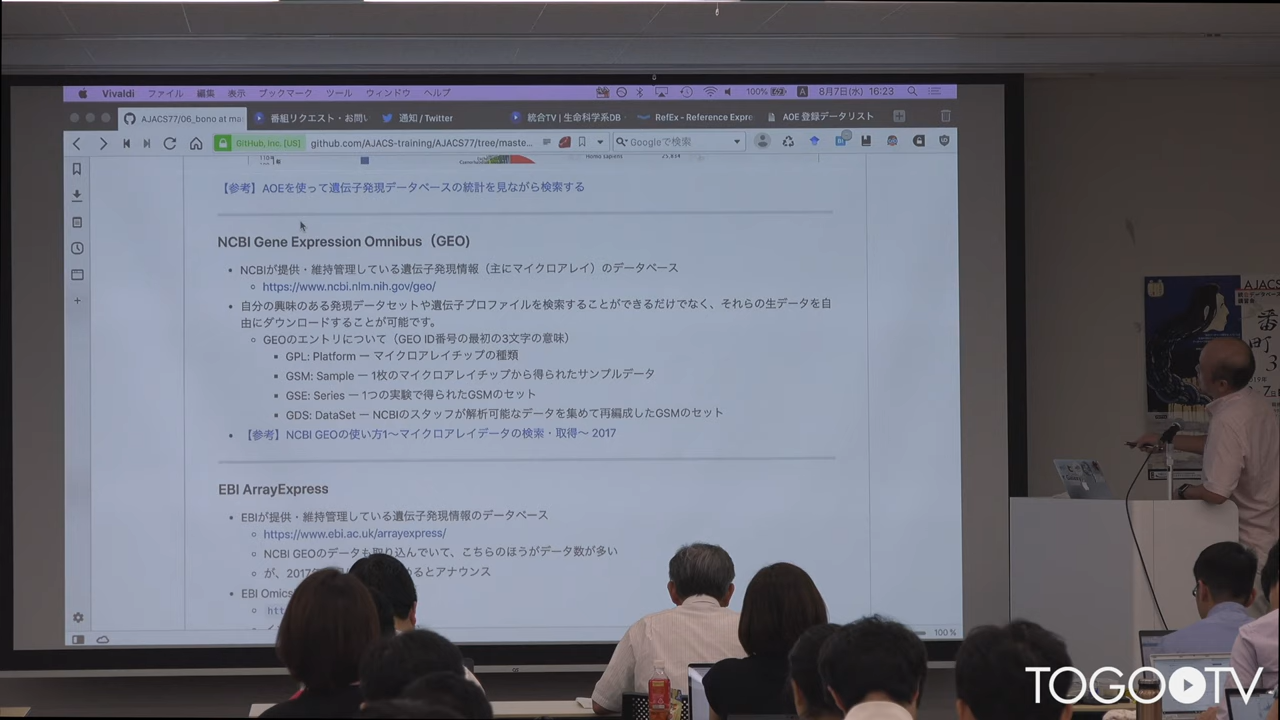 Vivaldi ファイル 編集 表示 ブックマーク ツール ウィンドウ ヘルプ 100% A 8月7日(水) 16:23
AJACS77/06_bono at ma 番組リクエスト・お問い 通知 / Twitter 統合TV | 生命科学系DB RefEx - Reference Expre AOE 登録データリスト
GitHub, Inc. [US] github.com/AJACS-training/AJACS77/tree/maste... Googleで検索
【参考】AOEを使って遺伝子発現データベースの統計を見ながら検索する
NCBI Gene Expression Omnibus（GEO)
• NCBIが提供・維持管理している遺伝子発現情報（主にマイクロアレイ）のデータベース
https://www.ncbi.nlm.nih.gov/geo/
• 自分の興味のある発現データセットや遺伝子プロファイルを検索することができるだけでなく、それらの生データを自
由にダウンロードすることが可能です。
GEOのエントリについて（GEO ID番号の最初の3文字の意味）
GPL: Platform ー マイクロアレイチップの種類
GSM: Sample ー 1枚のマイクロアレイチップから得られたサンプルデータ
GSE: Series ー 1つの実験で得られたGSMのセット
GDS: DataSet ー NCBIのスタッフが解析可能なデータを集めて再編成したGSMのセット
• 【参考】NCBI GEOの使い方1〜マイクロアレイデータの検索・取得〜 2017
EBI ArrayExpress
• EBIが提供・維持管理している遺伝子発現情報のデータベース
https://www.ebi.ac.uk/arrayexpress/
NCBI GEOのデータも取り込んでいて、こちらのほうがデータ数が多い
が、2017年 めるとアナウンス
• EBI Omics
100 %
AJACS
番
町
3
TOGO TV